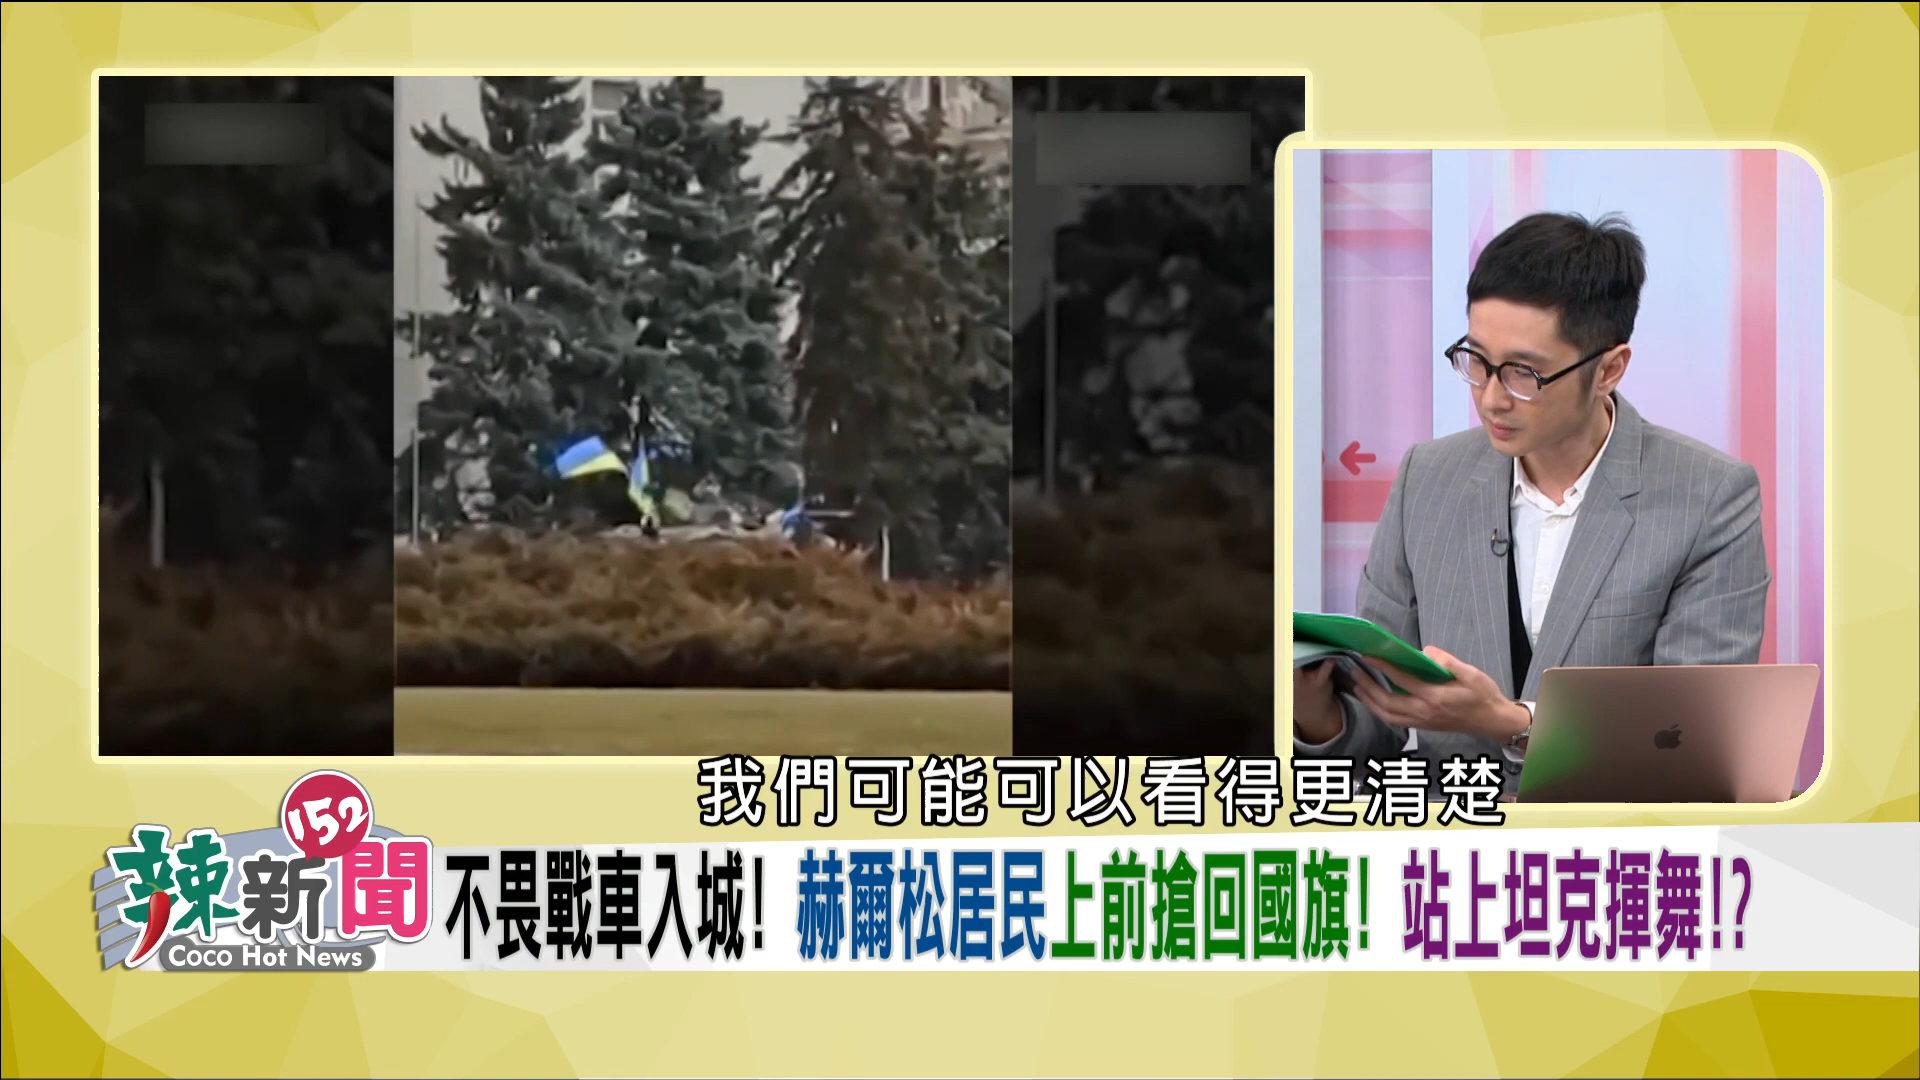 我們可能可以看得更清楚
152
辣新聞
Coco Hot News
不畏戰車入城! 赫爾松居民上前搶回國旗! 站上坦克揮舞!?